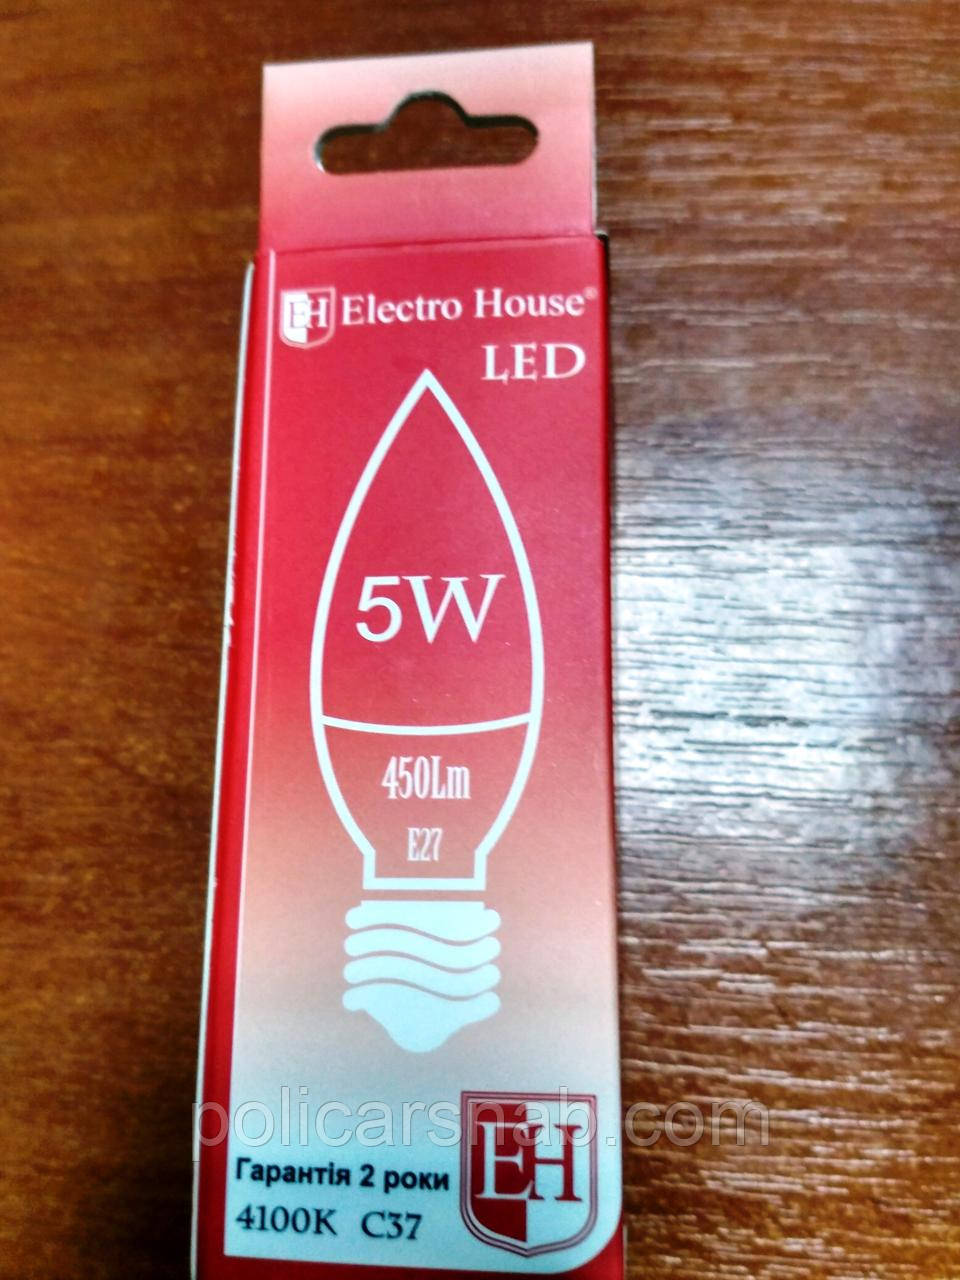 EH Electro House®
LED
5W
450Lm
E27
policarsnab.com
EH
Гарантія 2 роки
4100K C37